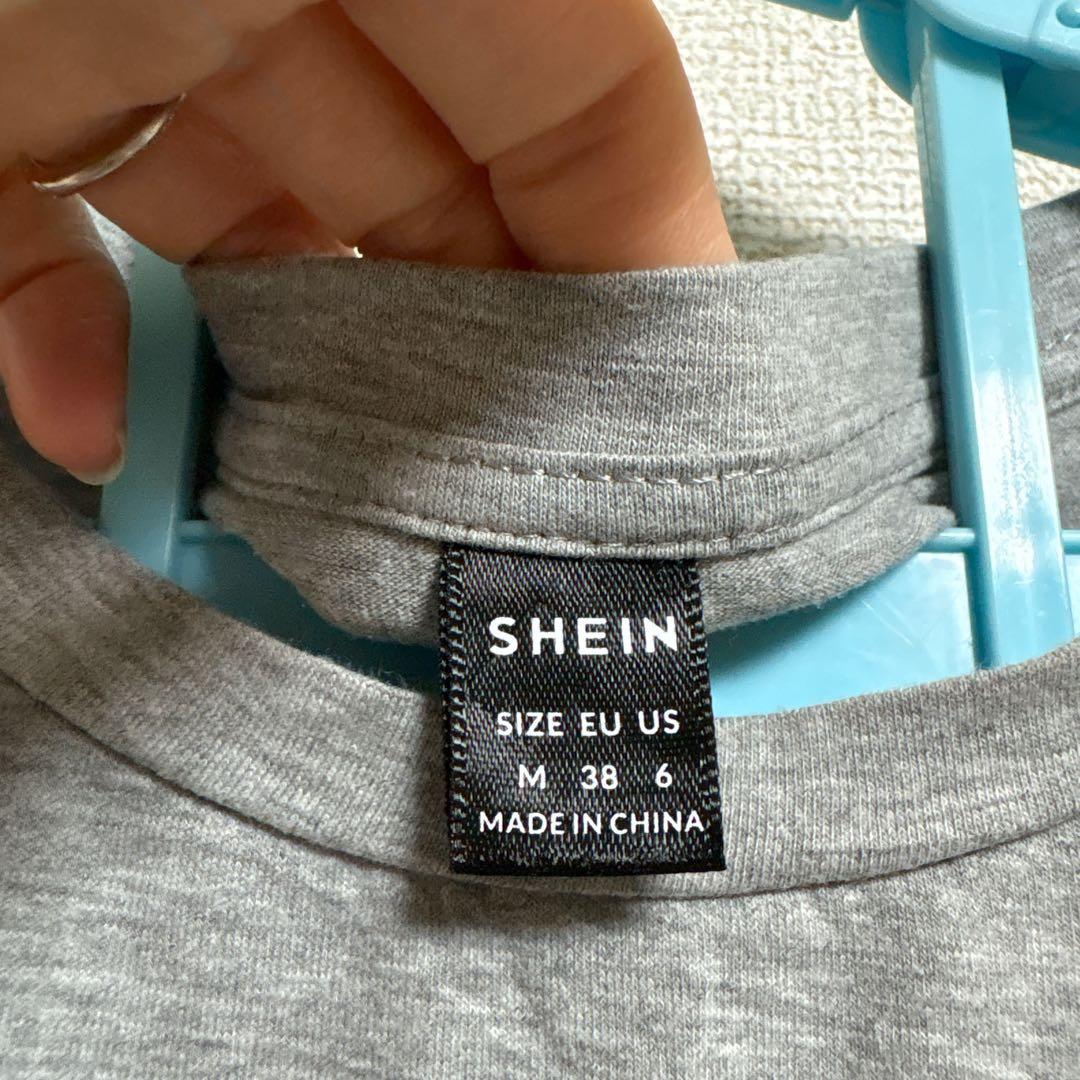 SHEIN
SIZE EU US
M 38 6
MADE IN CHINA